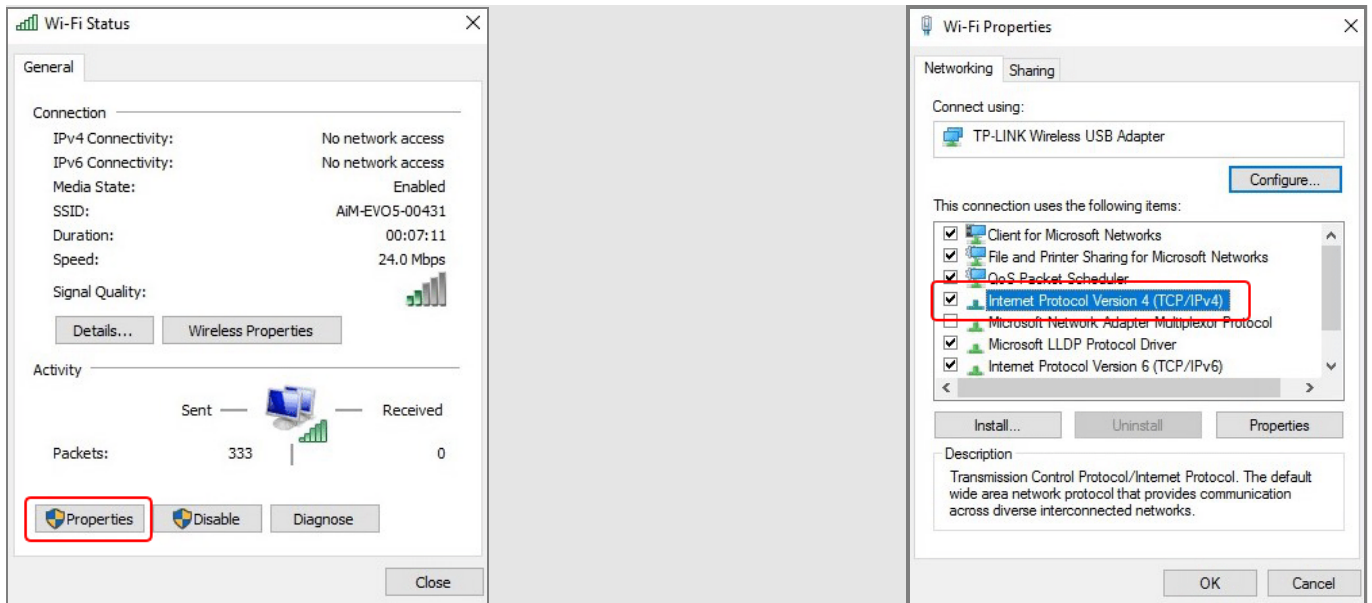 Wi-Fi Status
General
Connection
IPv4 Connectivity: No network access
IPv6 Connectivity: No network access
Media State: Enabled
SSID: AiM-EVO5-00431
Duration: 00:07:11
Speed: 24.0 Mbps
Signal Quality:
Details... Wireless Properties
Activity
Sent Received
Packets: 333 0
Properties Disable Diagnose
Close
Wi-Fi Properties
Networking Sharing
Connect using:
TP-LINK Wireless USB Adapter
Configure...
This connection uses the following items:
Client for Microsoft Networks
File and Printer Sharing for Microsoft Networks
QoS Packet Scheduler
Internet Protocol Version 4 (TCP/IPv4)
Microsoft Network Adapter Multiplexor Protocol
Microsoft LLDP Protocol Driver
Internet Protocol Version 6 (TCP/IPv6)
Install... Uninstall Properties
Description
Transmission Control Protocol/Internet Protocol. The default
wide area network protocol that provides communication
across diverse interconnected networks.
OK Cancel